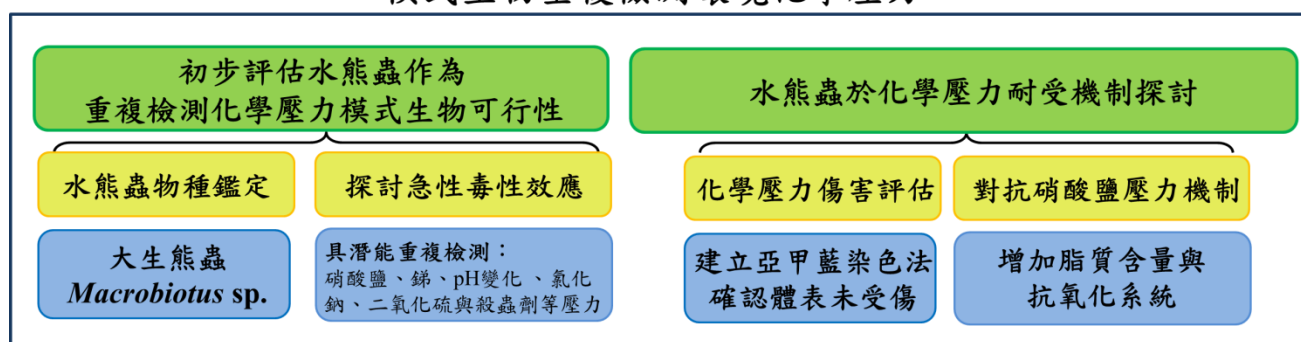 初步評估水熊蟲作為
重複檢測化學壓力模式生物可行性
水熊蟲物種鑑定
探討急性毒性效應
大生熊蟲
Macrobiotus sp.
具潛能重複檢測：
硝酸鹽、銻、pH變化、氯化
鈉、二氧化硫與殺蟲劑等壓力
水熊蟲於化學壓力耐受機制探討
化學壓力傷害評估
對抗硝酸鹽壓力機制
建立亞甲藍染色法
確認體表未受傷
增加脂質含量與
抗氧化系統